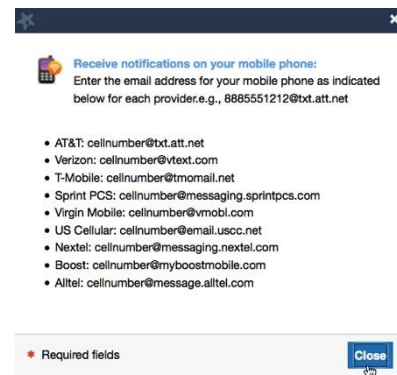 ×
Receive notifications on your mobile phone:
Enter the email address for your mobile phone as indicated
below for each provider.e.g., 8885551212@txt.att.net
• AT&T: cellnumber@txt.att.net
• Verizon: cellnumber@vtext.com
• T-Mobile: cellnumber@tmomail.net
• Sprint PCS: cellnumber@messaging.sprintpcs.com
• Virgin Mobile: cellnumber@vmobl.com
• US Cellular: cellnumber@email.uscc.net
• Nextel: cellnumber@messaging.nextel.com
• Boost: cellnumber@myboostmobile.com
• Alltel: cellnumber@message.alltel.com
* Required fields
Close